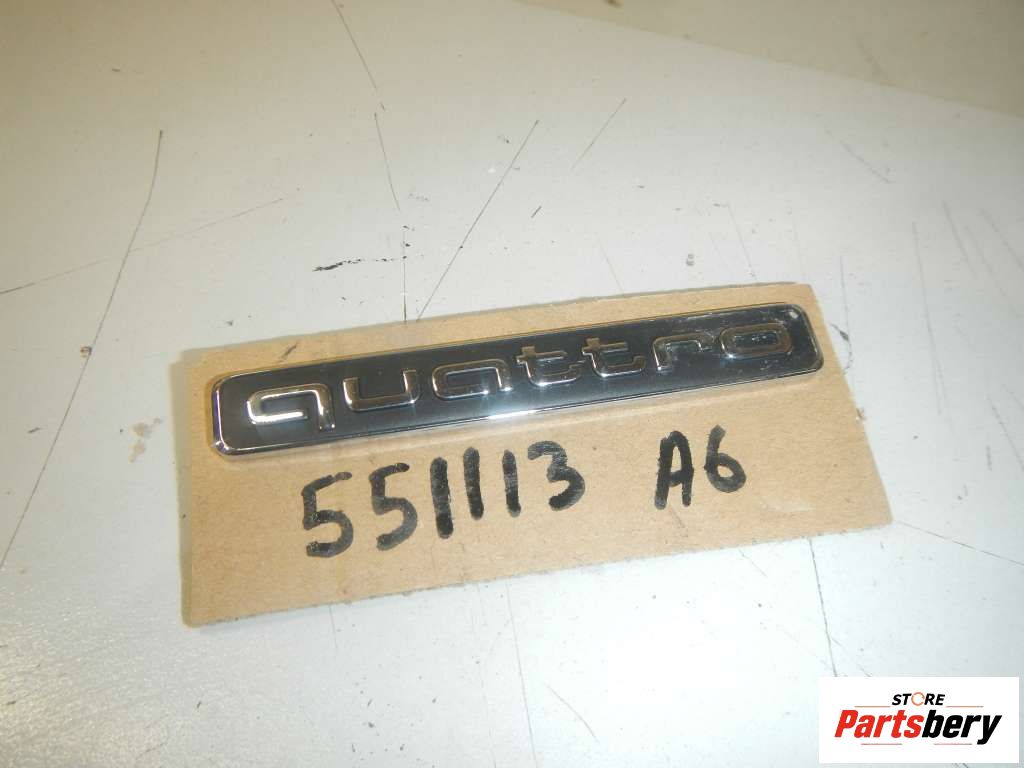 quattro
551113 A6
STORE
Partsbery